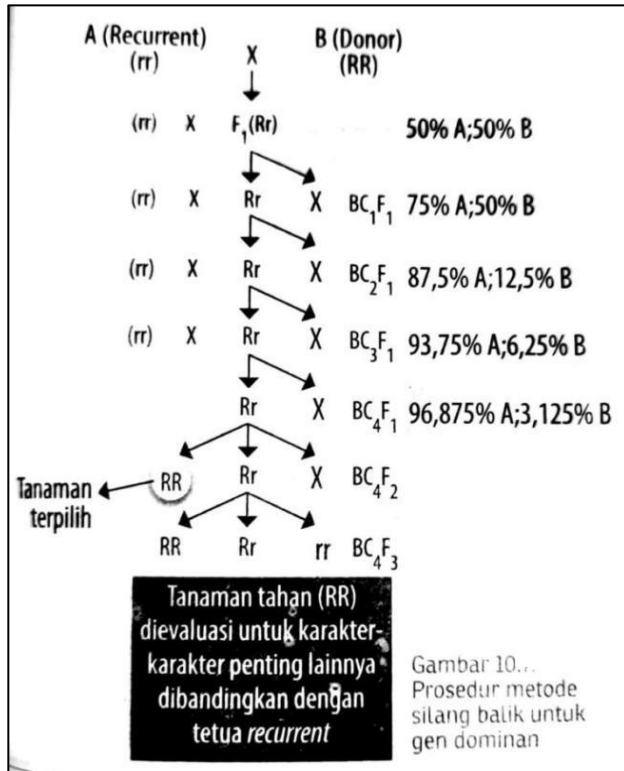 A (Recurrent) B (Donor)
(rr) X (RR)
(rr) X F₁(Rr) 50% A;50% B
(rr) X Rr X BC₁F₁ 75% A;50% B
(rr) X Rr X BC₂F₁ 87,5% A;12,5% B
(rr) X Rr X BC₃F₁ 93,75% A;6,25% B
Rr X BC₄F₁ 96,875% A;3,125% B
Tanaman terpilih
RR Rr X BC₄F₂
RR Rr rr BC₄F₃
Tanaman tahan (RR)
dievaluasi untuk karakter-
karakter penting lainnya
dibandingkan dengan
tetua recurrent
Gambar 10...
Prosedur metode
silang balik untuk
gen dominan